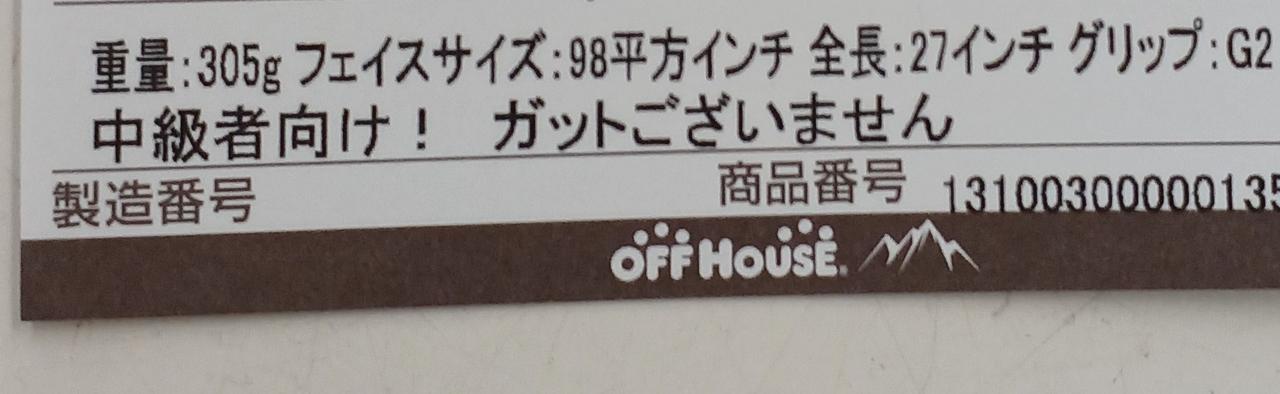 重量:305g フェイスサイズ:98平方インチ 全長:27インチ グリップ:G2
中級者向け！ ガットございません
製造番号 商品番号 131003000000135
OFF HOUSE